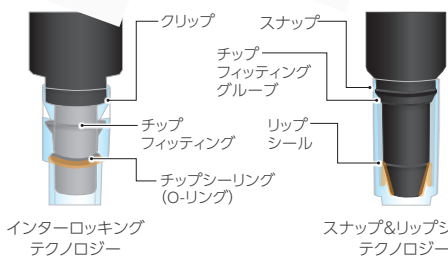 クリップ
チップ
フィッティング
チップシーリング
(O-リング)
インターロッキング
テクノロジー
スナップ
チップ
フィッティング
グルーブ
リップ
シール
スナップ&リップシ
テクノロジー